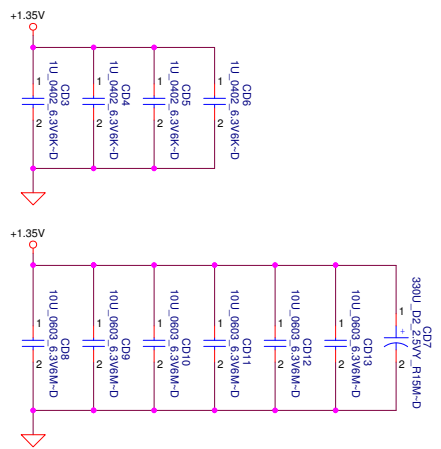 +1.35V
1
2
CD3
1U_0402_6.3V6K~D
1
2
CD4
1U_0402_6.3V6K~D
1
2
CD5
1U_0402_6.3V6K~D
1
2
CD6
1U_0402_6.3V6K~D
+1.35V
1
2
CD8
10U_0603_6.3V6M~D
1
2
CD9
10U_0603_6.3V6M~D
1
2
CD10
10U_0603_6.3V6M~D
1
2
CD11
10U_0603_6.3V6M~D
1
2
CD12
10U_0603_6.3V6M~D
1
2
CD13
10U_0603_6.3V6M~D
1
+
2
CD7
330U_D2_2.5VY_R15M~D